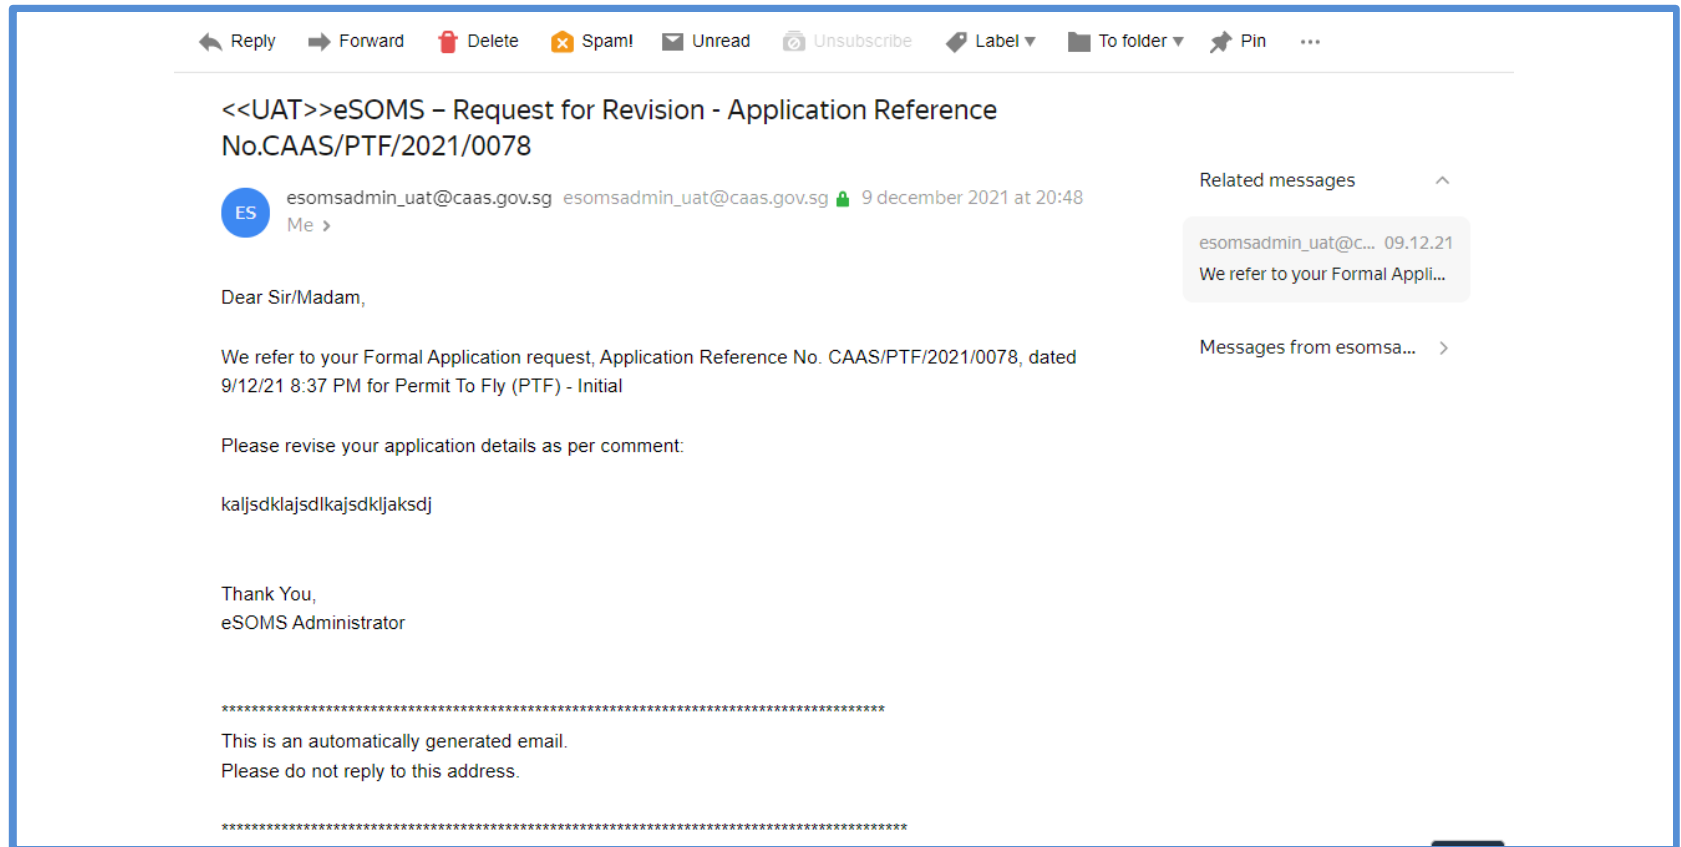 Reply Forward Delete Spam! Unread Unsubscribe Label To folder Pin
<<UAT>>eSOMS – Request for Revision - Application Reference
No.CAAS/PTF/2021/0078
ES
esomsadmin_uat@caas.gov.sg esomsadmin_uat@caas.gov.sg 9 december 2021 at 20:48
Me
Dear Sir/Madam,
We refer to your Formal Application request, Application Reference No. CAAS/PTF/2021/0078, dated
9/12/21 8:37 PM for Permit To Fly (PTF) - Initial
Please revise your application details as per comment:
kaljsdklajsdlkajsdkljaksdj
Thank You,
eSOMS Administrator
*****************************************************************************************
This is an automatically generated email.
Please do not reply to this address.
********************************************************************************************
Related messages
esomsadmin_uat@c... 09.12.21
We refer to your Formal Appli...
Messages from esomsa...